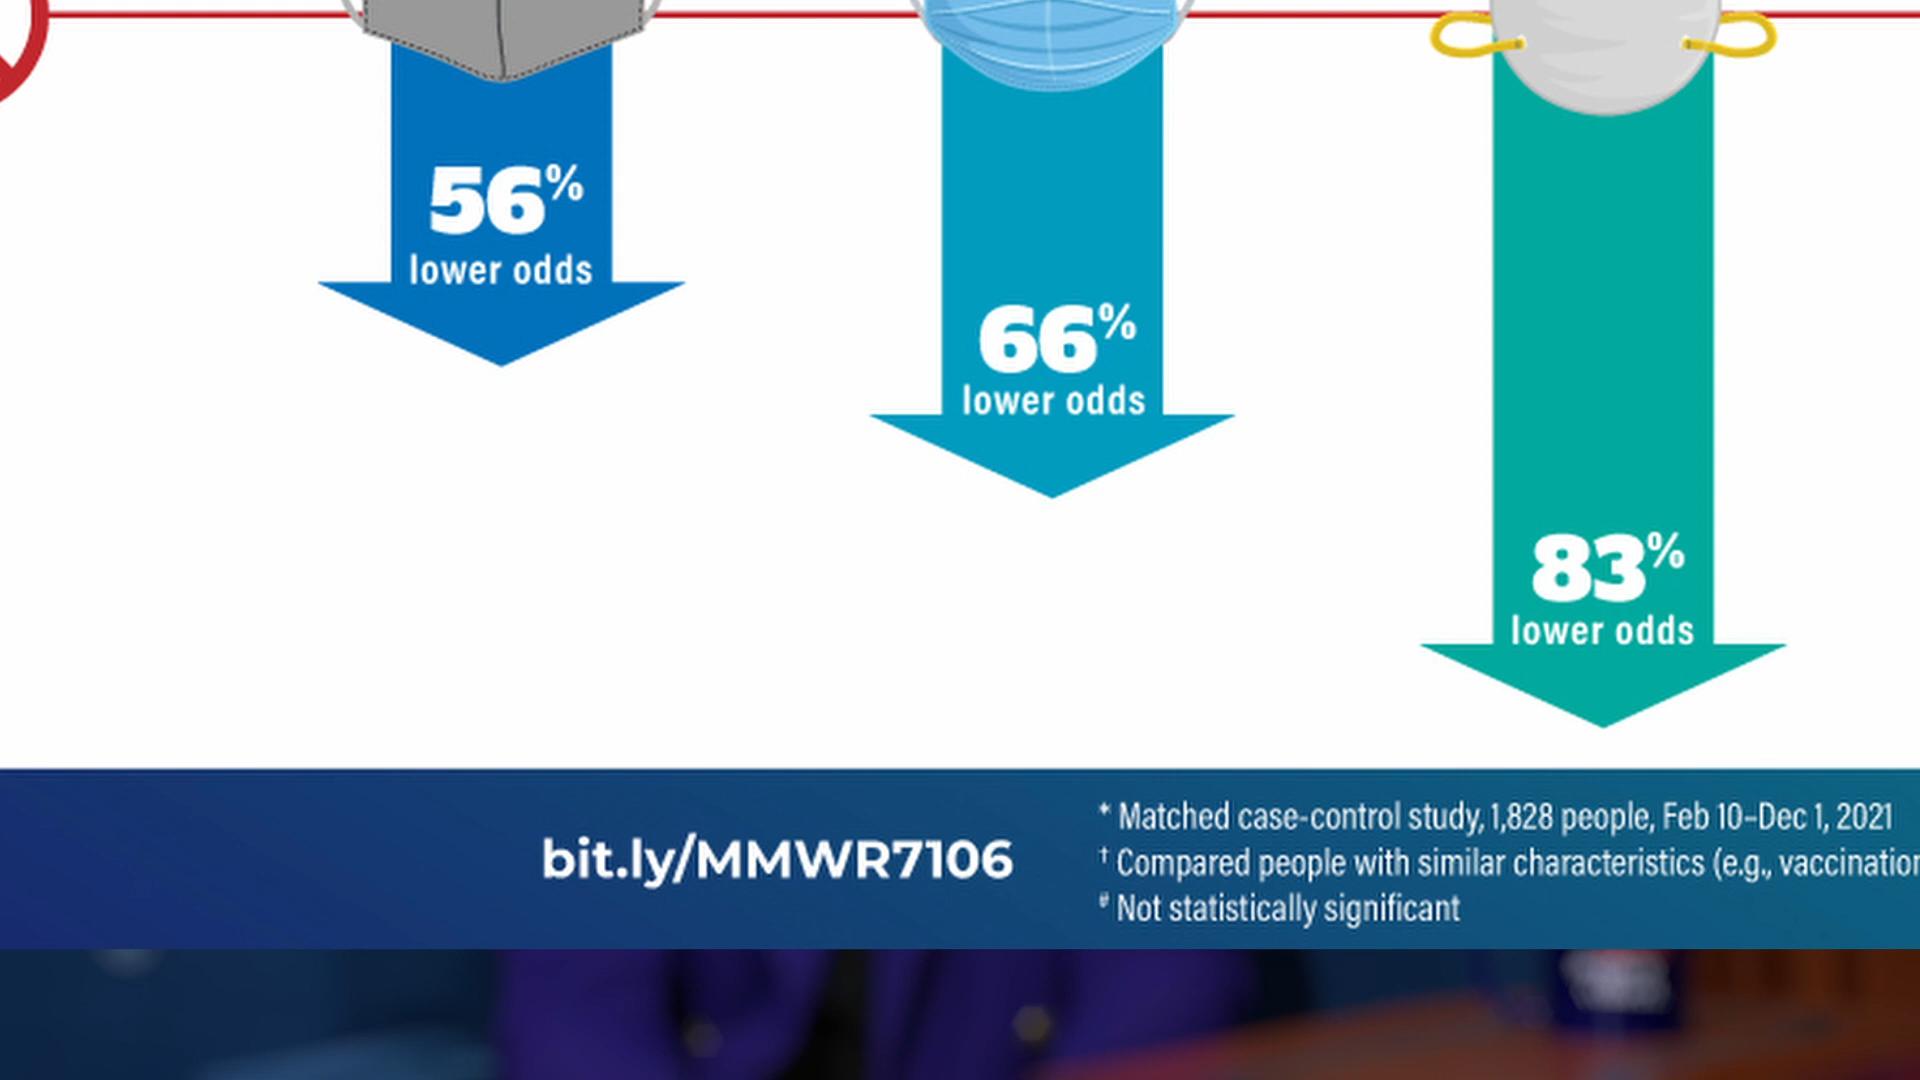 56%
lower odds
66%
lower odds
83%
lower odds
bit.ly/MMWR7106
* Matched case-control study, 1,828 people, Feb 10–Dec 1, 2021
† Compared people with similar characteristics (e.g., vaccination
# Not statistically significant